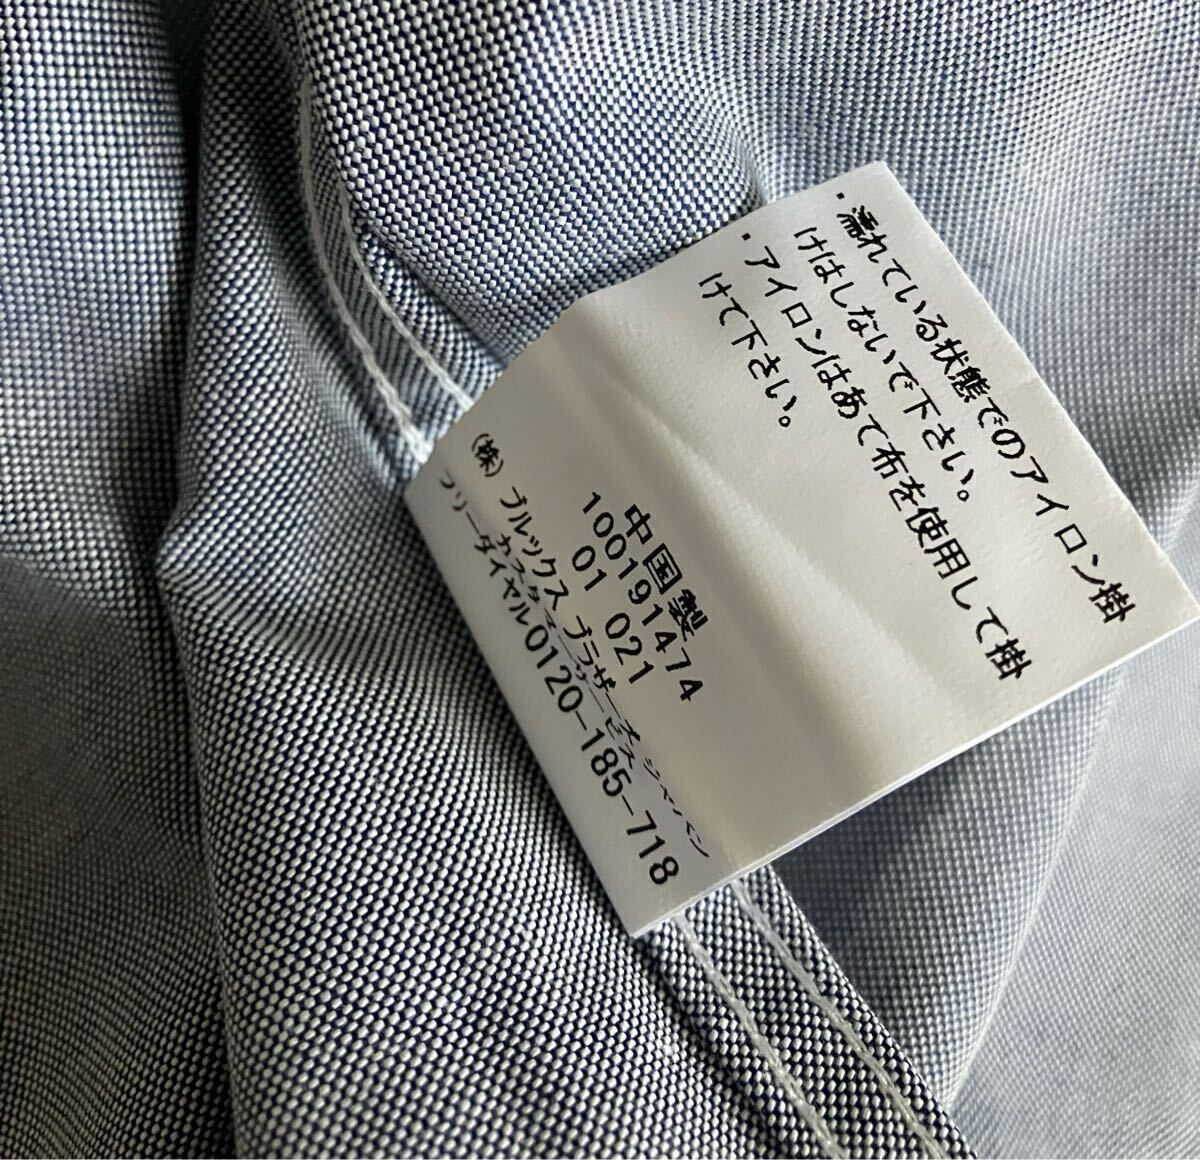 ・濡れている状態でのアイロン掛
けはしないで下さい。
・アイロンはあて布を使用して掛
けて下さい。
中国製
100191474
01 021
(株) ブルックス ブラザーズ ジャパン
カスタマーサービス
フリーダイヤル0120-185-718